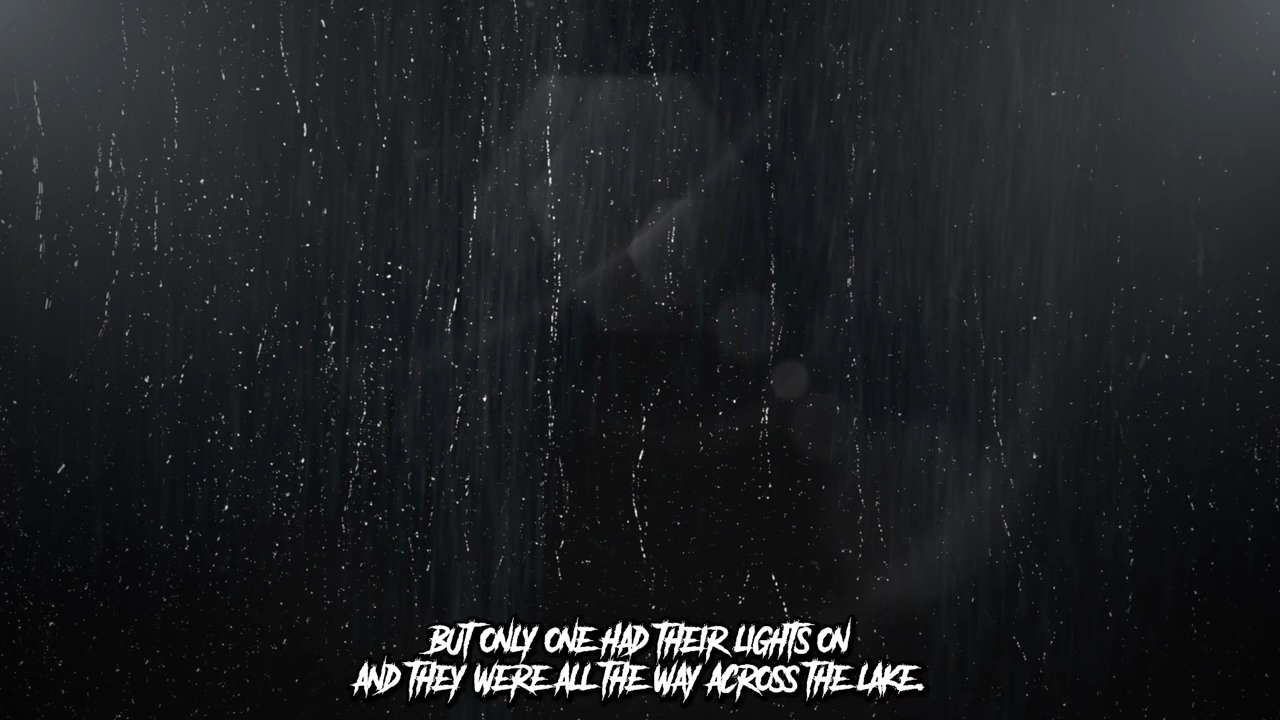 BUT ONLY ONE HAD THEIR LIGHTS ON
AND THEY WERE ALL THE WAY ACROSS THE LAKE.